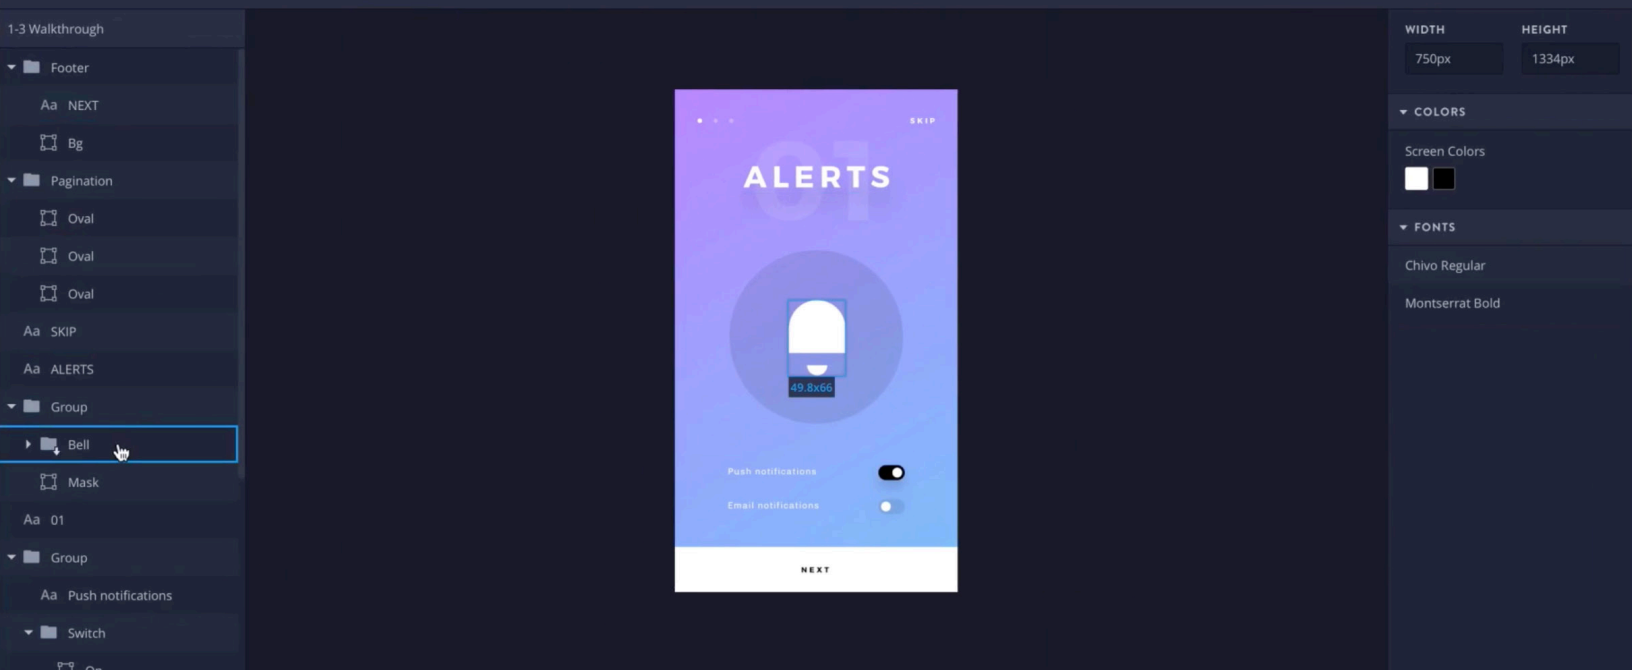 1-3 Walkthrough
Footer
Aa NEXT
Bg
Pagination
Oval
Oval
Oval
Aa SKIP
Aa ALERTS
Group
Bell
Mask
Aa 01
Group
Aa Push notifications
Switch
On
SKIP
01
ALERTS
49.8x66
Push notifications
Email notifications
NEXT
WIDTH HEIGHT
750px 1334px
COLORS
Screen Colors
FONTS
Chivo Regular
Montserrat Bold